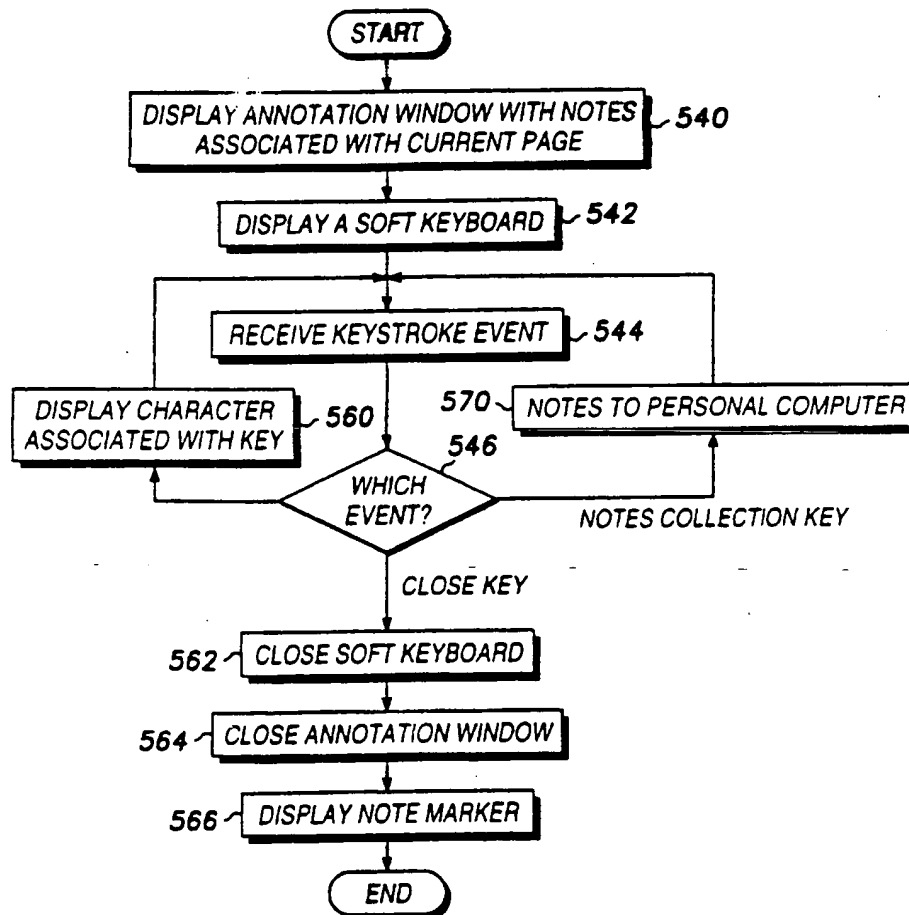 START
DISPLAY ANNOTATION WINDOW WITH NOTES
ASSOCIATED WITH CURRENT PAGE
540
DISPLAY A SOFT KEYBOARD
542
RECEIVE KEYSTROKE EVENT
544
DISPLAY CHARACTER
ASSOCIATED WITH KEY
560
570
NOTES TO PERSONAL COMPUTER
546
WHICH
EVENT?
NOTES COLLECTION KEY
CLOSE KEY
562
CLOSE SOFT KEYBOARD
564
CLOSE ANNOTATION WINDOW
566
DISPLAY NOTE MARKER
END